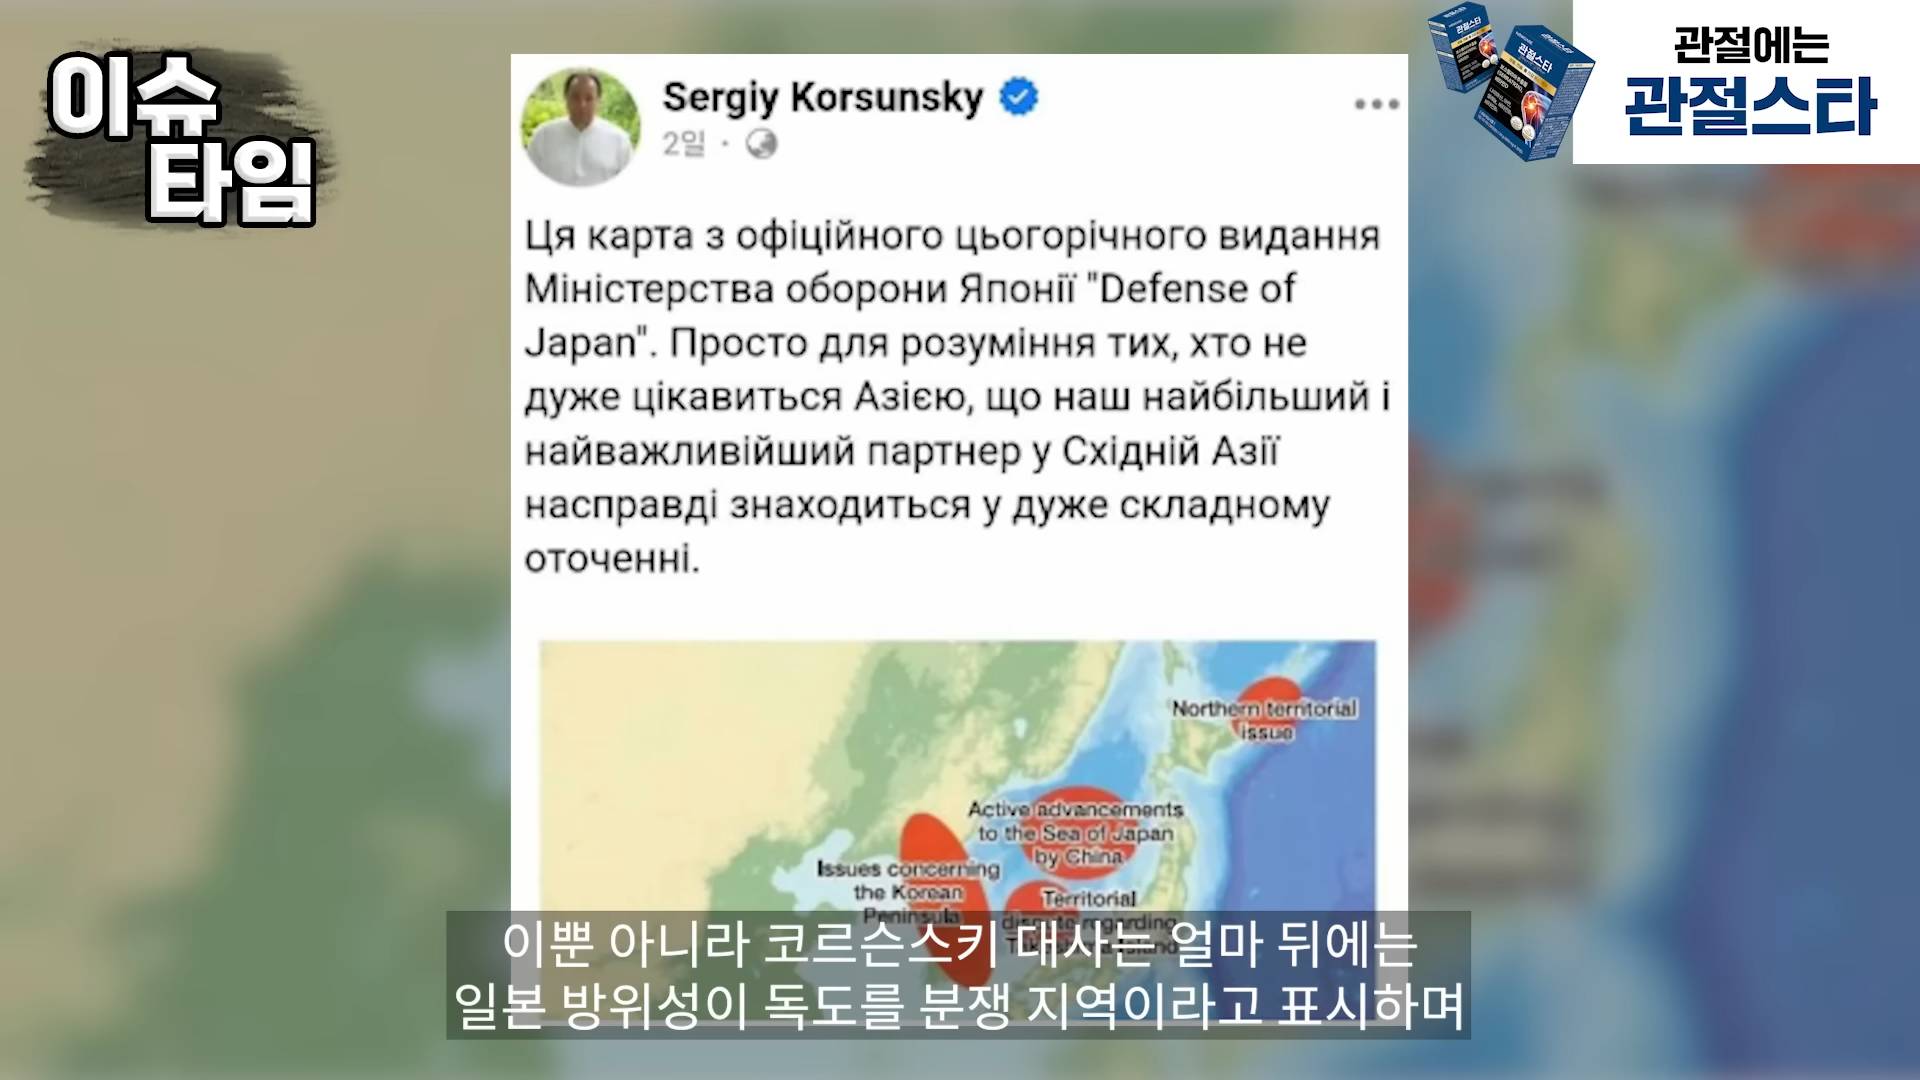 이슈
타임
관절에는
관절스타
Sergiy Korsunsky
2일 ·
Ця карта з офіційного цьогорічного видання
Міністерства оборони Японії "Defense of
Japan". Просто для розуміння тих, хто не
дуже цікавиться Азією, що наш найбільший і
найважливійший партнер у Східній Азії
насправді знаходиться у дуже складному
оточенні.
Northern territorial
issue
Active advancements
to the Sea of Japan
by China
Issues concerning
the Korean
Peninsula
Territorial
dispute regarding
이뿐 아니라 코르슨스키 대사는 얼마 뒤에는
일본 방위성이 독도를 분쟁 지역이라고 표시하며